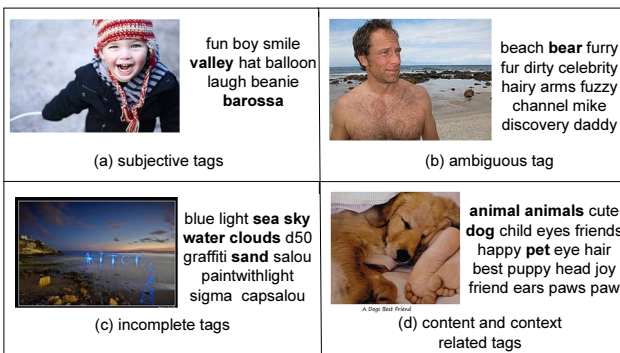 fun boy smile
valley hat balloon
laugh beanie
barossa
(a) subjective tags
beach bear furry
fur dirty celebrity
hairy arms fuzzy
channel mike
discovery daddy
(b) ambiguous tag
blue light sea sky
water clouds d50
graffiti sand salou
paintwithlight
sigma capsalou
(c) incomplete tags
animal animals cute
dog child eyes friends
happy pet eye hair
best puppy head joy
friend ears paws paw
A Dogs Best Friend
(d) content and context
related tags